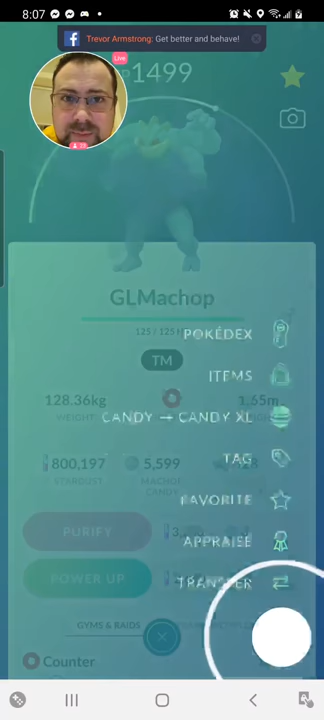 8:07
Trevor Armstrong: Get better and behave!
Live
1499
GLMachop
125 / 125 H
POKÉDEX
TM
ITEMS
128.36kg
1.55m
WEIGHT
CANDY → CANDY XL
TAG
800,197
5,599
STARDUST
MACHOP
CANDY
FAVORITE
PURIFY
APPRAISE
POWER UP
TRANSFER
GYMS & RAIDS
Counter